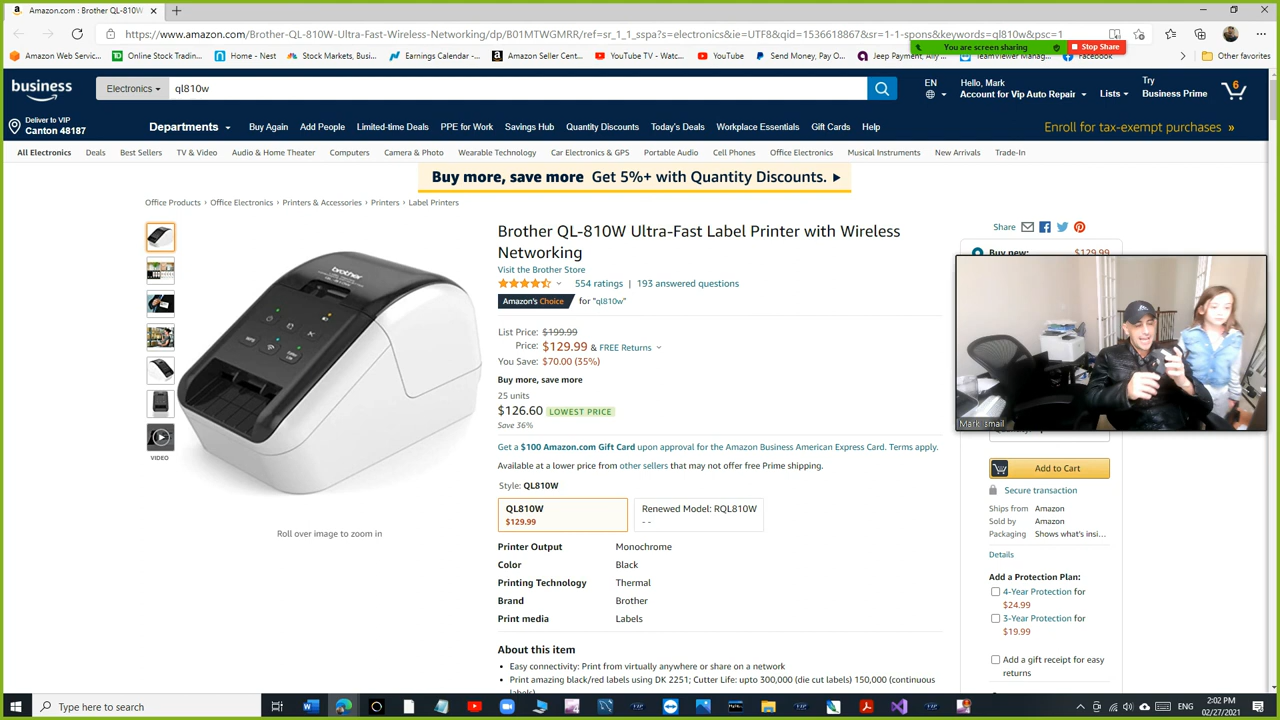 Amazon.com : Brother QL-810W
https://www.amazon.com/Brother-QL-810W-Ultra-Fast-Wireless-Networking/dp/B01MTWGMRR/ref=sr_1_1_sspa?s=electronics&ie=UTF8&qid=1536618867&sr=1-1-spons&keywords=ql810w&psc=1
You are screen sharing
Stop Share
Amazon Web Servic...
Online Stock Trading...
Home - Nest
Stock Markets, Busi...
Earnings Calendar -...
Amazon Seller Cent...
YouTube TV - Watc...
YouTube
Send Money, Pay O...
Jeep Payment, Ally...
TeamViewer Manag...
Facebook
Other favorites
business
Electronics
ql810w
EN
Hello, Mark
Account for Vip Auto Repair
Lists
Try
Business Prime
6
Deliver to VIP
Canton 48187
Departments
Buy Again
Add People
Limited-time Deals
PPE for Work
Savings Hub
Quantity Discounts
Today's Deals
Workplace Essentials
Gift Cards
Help
Enroll for tax-exempt purchases »
All Electronics
Deals
Best Sellers
TV & Video
Audio & Home Theater
Computers
Camera & Photo
Wearable Technology
Car Electronics & GPS
Portable Audio
Cell Phones
Office Electronics
Musical Instruments
New Arrivals
Trade-In
Buy more, save more Get 5%+ with Quantity Discounts.
Office Products › Office Electronics › Printers & Accessories › Printers › Label Printers
brother
VIDEO
Roll over image to zoom in
Brother QL-810W Ultra-Fast Label Printer with Wireless
Networking
Visit the Brother Store
554 ratings | 193 answered questions
Amazon's Choice for "ql810w"
List Price: $199.99
Price: $129.99 & FREE Returns
You Save: $70.00 (35%)
Buy more, save more
25 units
$126.60 LOWEST PRICE
Save 36%
Get a $100 Amazon.com Gift Card upon approval for the Amazon Business American Express Card. Terms apply.
Available at a lower price from other sellers that may not offer free Prime shipping.
Style: QL810W
QL810W
$129.99
Renewed Model: RQL810W
- -
Printer Output Monochrome
Color Black
Printing Technology Thermal
Brand Brother
Print media Labels
About this item
Easy connectivity: Print from virtually anywhere or share on a network
Print amazing black/red labels using DK 2251; Cutter Life: upto 300,000 (die cut labels) 150,000 (continuous
labels)
Share
Buy new: $129.99
Mark Ismail
Add to Cart
Secure transaction
Ships from Amazon
Sold by Amazon
Packaging Shows what's insi...
Details
Add a Protection Plan:
4-Year Protection for
$24.99
3-Year Protection for
$19.99
Add a gift receipt for easy
returns
Type here to search
ENG
2:02 PM
02/27/2021